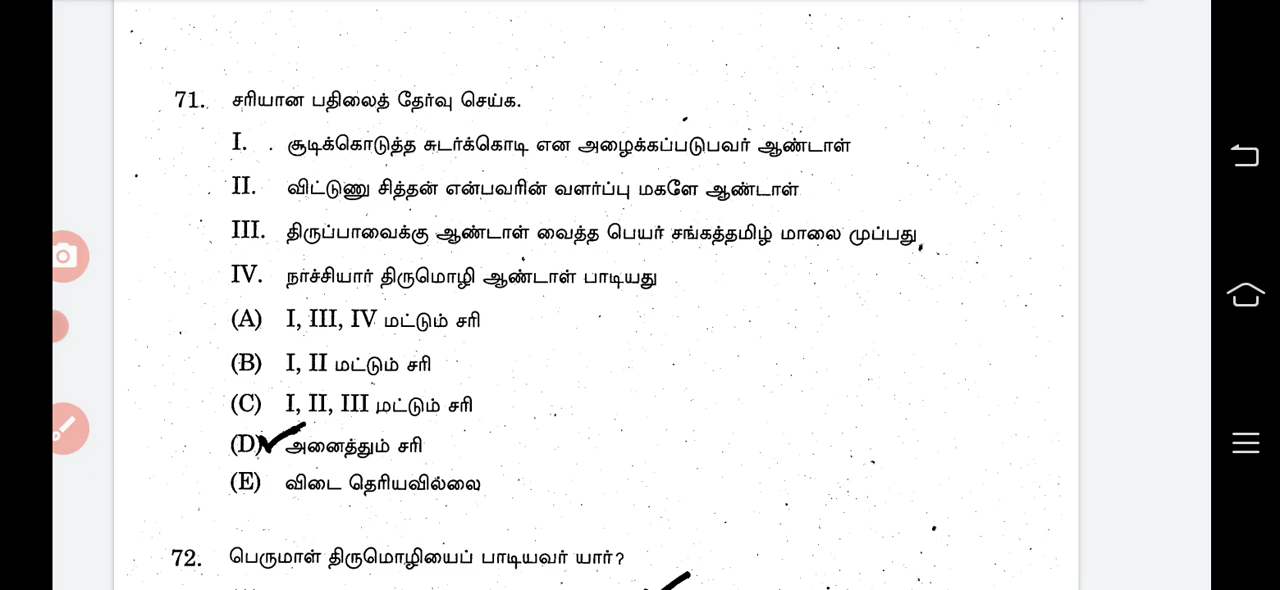 71. சரியான பதிலைத் தேர்வு செய்க.
I. சூடிக்கொடுத்த சுடர்க்கொடி என அழைக்கப்படுபவர் ஆண்டாள்
II. விட்டுணு சித்தன் என்பவரின் வளர்ப்பு மகளே ஆண்டாள்
III. திருப்பாவைக்கு ஆண்டாள் வைத்த பெயர் சங்கத்தமிழ் மாலை முப்பது
IV. நாச்சியார் திருமொழி ஆண்டாள் பாடியது
(A) I, III, IV மட்டும் சரி
(B) I, II மட்டும் சரி
(C) I, II, III மட்டும் சரி
(D) அனைத்தும் சரி
(E) விடை தெரியவில்லை
72. பெருமாள் திருமொழியைப் பாடியவர் யார்?